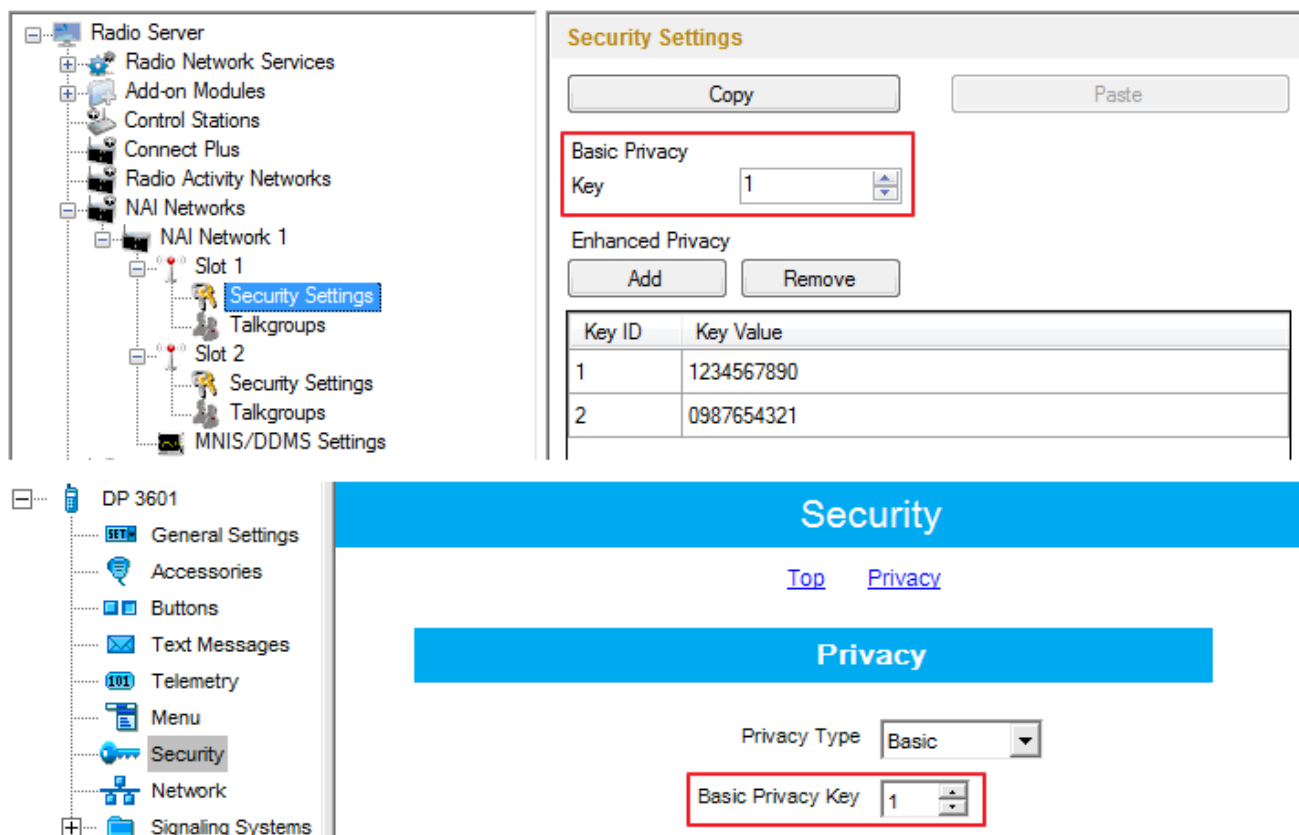 Radio Server
Radio Network Services
Add-on Modules
Control Stations
Connect Plus
Radio Activity Networks
NAI Networks
NAI Network 1
Slot 1
Security Settings
Talkgroups
Slot 2
Security Settings
Talkgroups
MNIS/DDMS Settings
Security Settings
Copy Paste
Basic Privacy
Key 1
Enhanced Privacy
Add Remove
Key ID Key Value
1 1234567890
2 0987654321
DP 3601
SET General Settings
Accessories
Buttons
Text Messages
101 Telemetry
Menu
Security
Network
Signaling Systems
Security
Top Privacy
Privacy
Privacy Type Basic
Basic Privacy Key 1